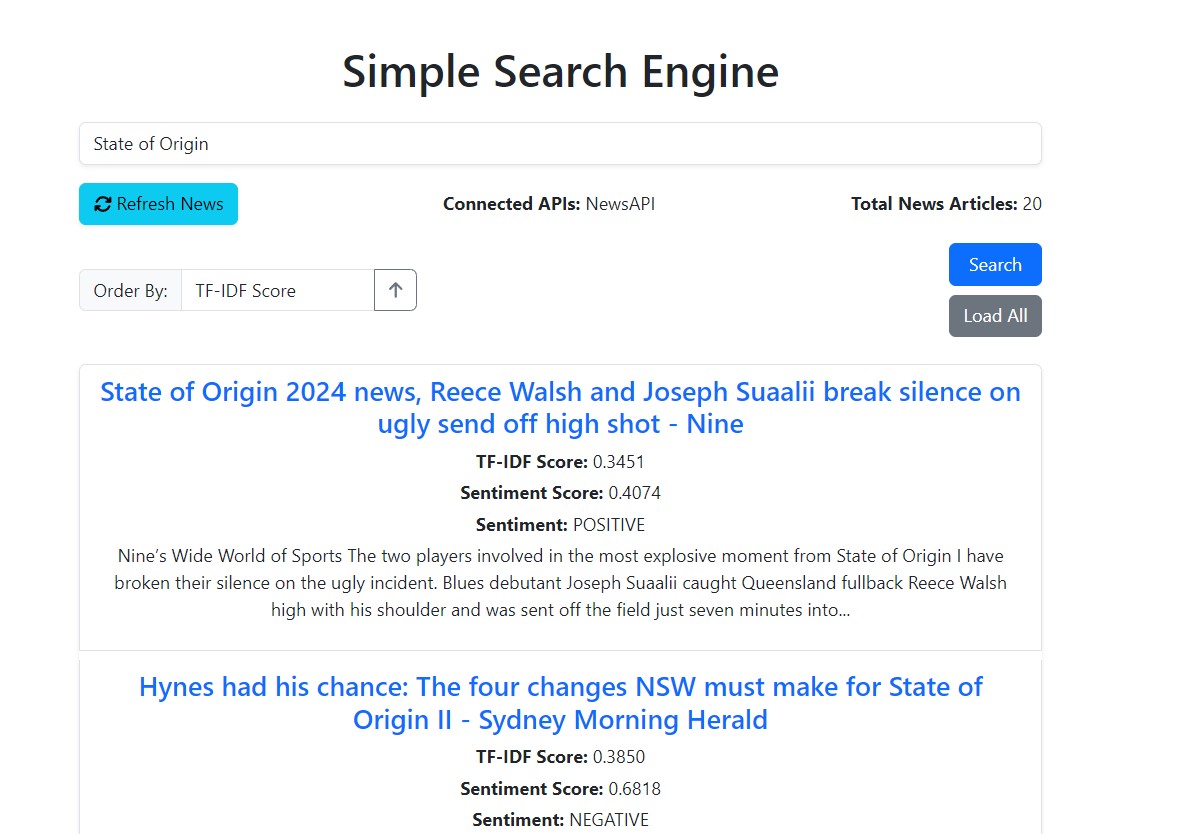 Simple Search Engine
State of Origin
Refresh News
Connected APIs: NewsAPI
Total News Articles: 20
Search
Order By:
TF-IDF Score
Load All
State of Origin 2024 news, Reece Walsh and Joseph Suaalii break silence on
ugly send off high shot - Nine
TF-IDF Score: 0.3451
Sentiment Score: 0.4074
Sentiment: POSITIVE
Nine’s Wide World of Sports The two players involved in the most explosive moment from State of Origin I have
broken their silence on the ugly incident. Blues debutant Joseph Suaalii caught Queensland fullback Reece Walsh
high with his shoulder and was sent off the field just seven minutes into...
Hynes had his chance: The four changes NSW must make for State of
Origin II - Sydney Morning Herald
TF-IDF Score: 0.3850
Sentiment Score: 0.6818
Sentiment: NEGATIVE